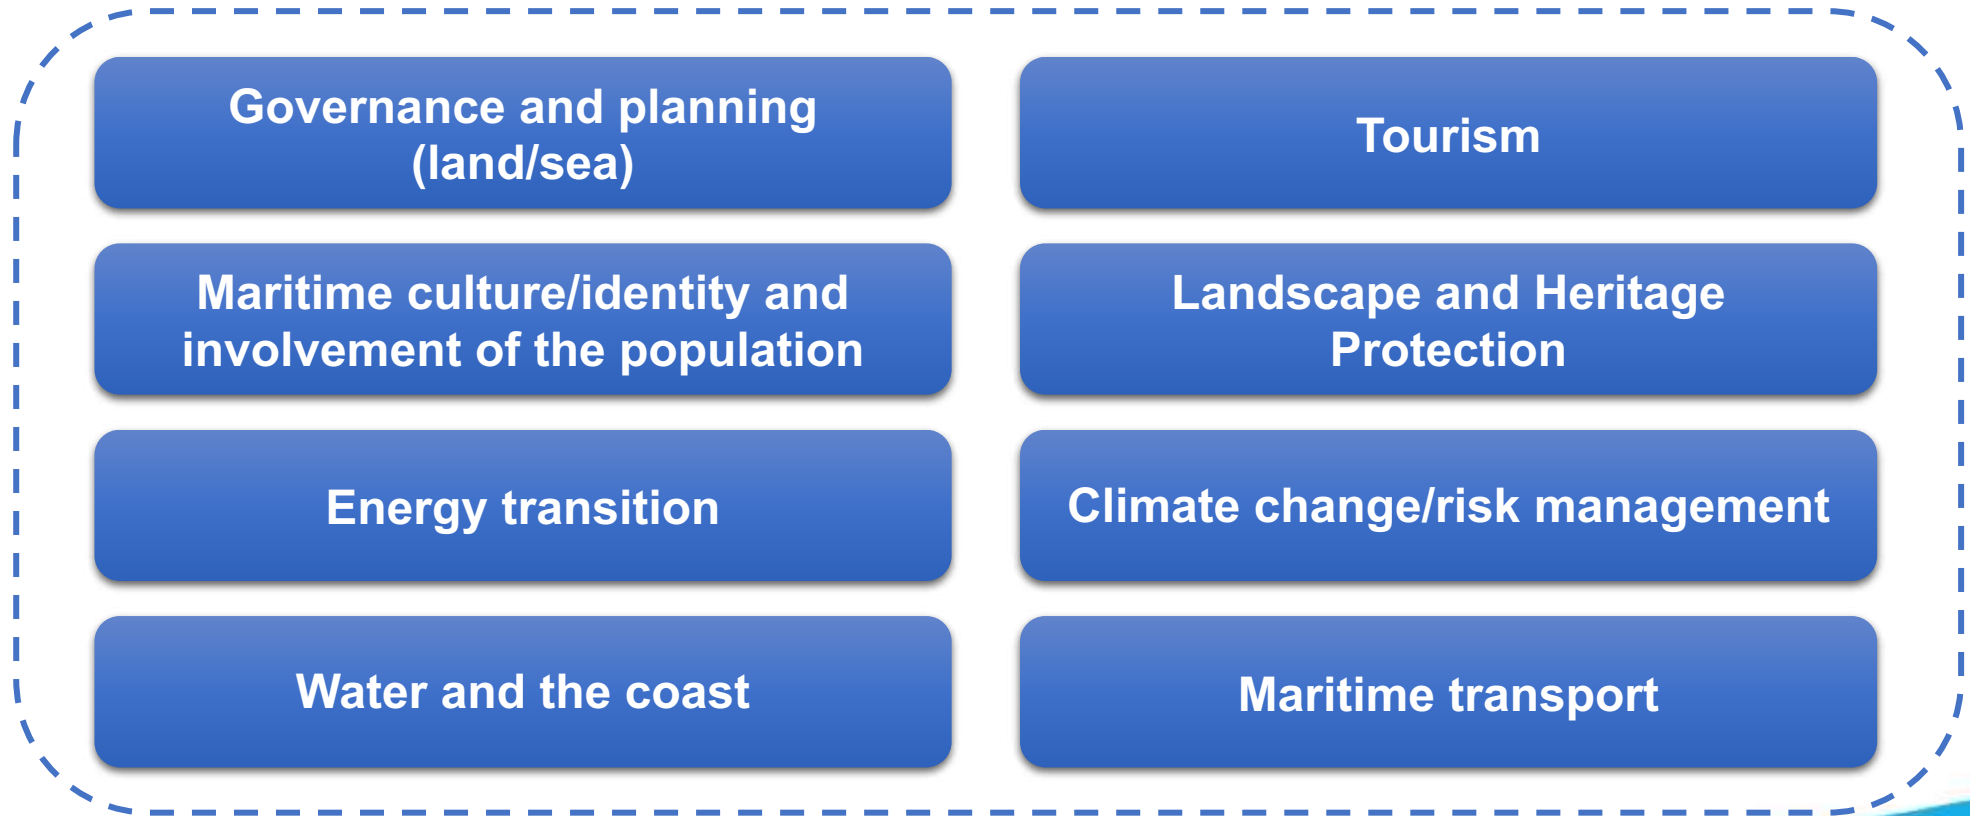 Governance and planning
(land/sea)
Tourism
Maritime culture/identity and
involvement of the population
Landscape and Heritage
Protection
Energy transition
Climate change/risk management
Water and the coast
Maritime transport